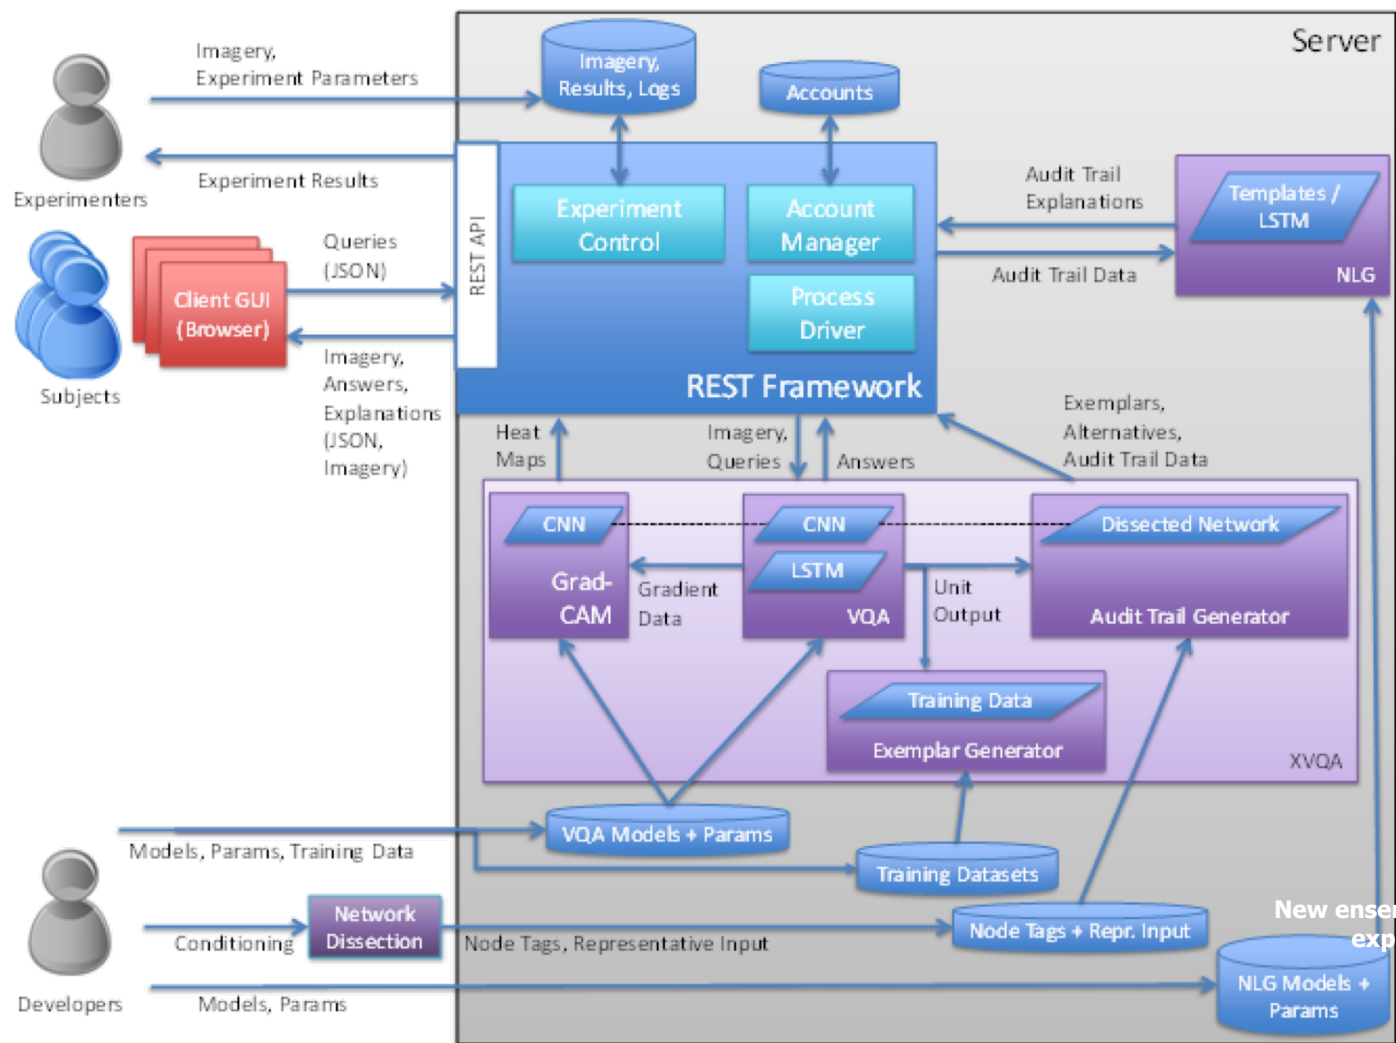 Server
Imagery,
Experiment Parameters
Imagery,
Results, Logs
Accounts
Experiment Results
Experimenters
REST API
Experiment
Control
Account
Manager
Process
Driver
REST Framework
Audit Trail
Explanations
Audit Trail Data
Templates /
LSTM
NLG
Queries
(JSON)
Client GUI
(Browser)
Subjects
Imagery,
Answers,
Explanations
(JSON,
Imagery)
Heat
Maps
Imagery,
Queries
Answers
Exemplars,
Alternatives,
Audit Trail Data
CNN
Grad-
CAM
Gradient
Data
CNN
LSTM
VQA
Unit
Output
Dissected Network
Audit Trail Generator
Training Data
Exemplar Generator
XVQA
VQA Models + Params
Models, Params, Training Data
Training Datasets
Network
Dissection
Conditioning
Node Tags, Representative Input
Node Tags + Repr. Input
New
Developers
Models, Params
NLG Models +
Params